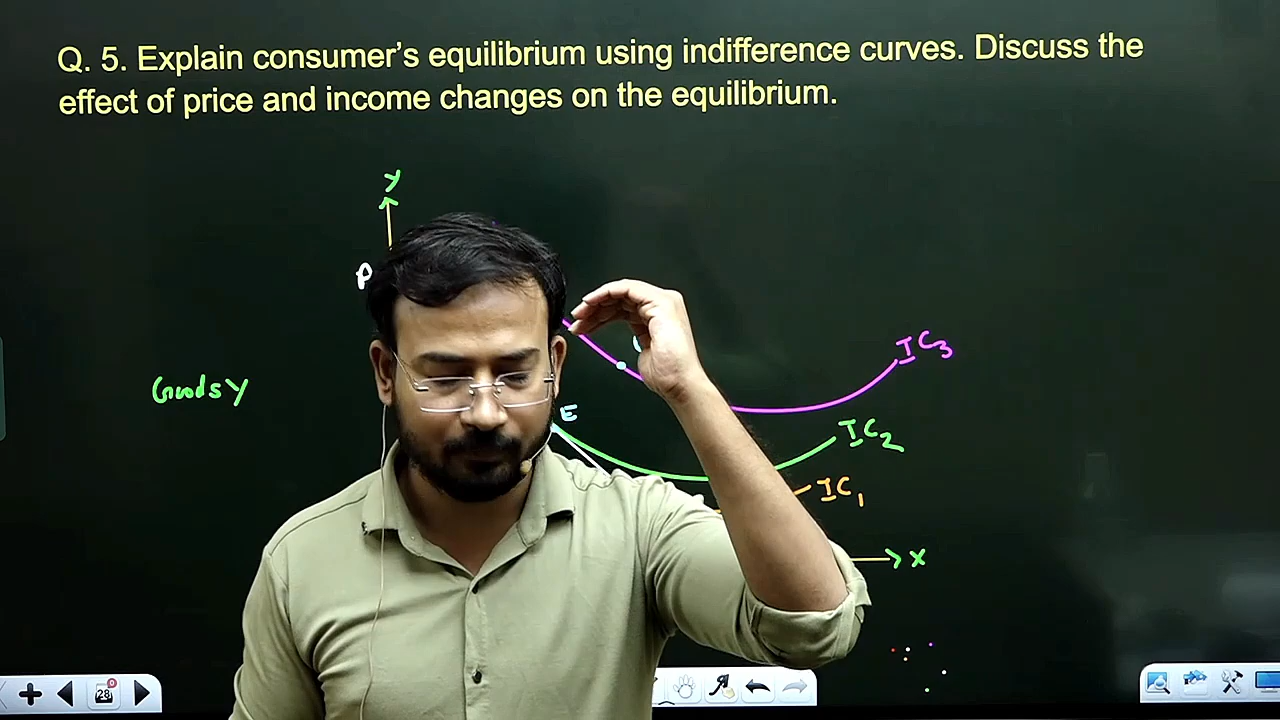 Q. 5. Explain consumer's equilibrium using indifference curves. Discuss the
effect of price and income changes on the equilibrium.
Y
P
IC3
Goods Y
E
IC2
IC1
X
28